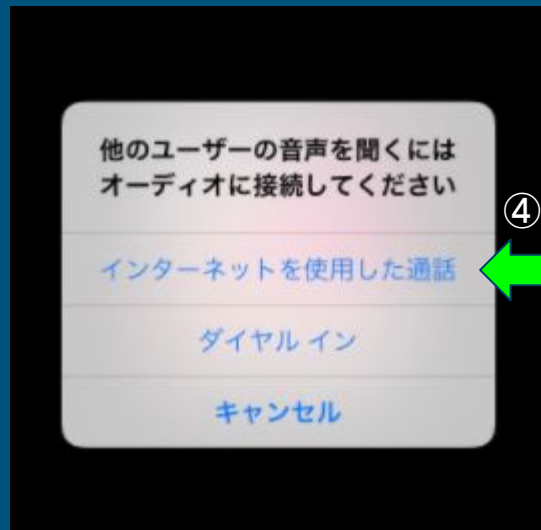 他のユーザーの音声を聞くには
オーディオに接続してください
④
インターネットを使用した通話
ダイヤル イン
キャンセル